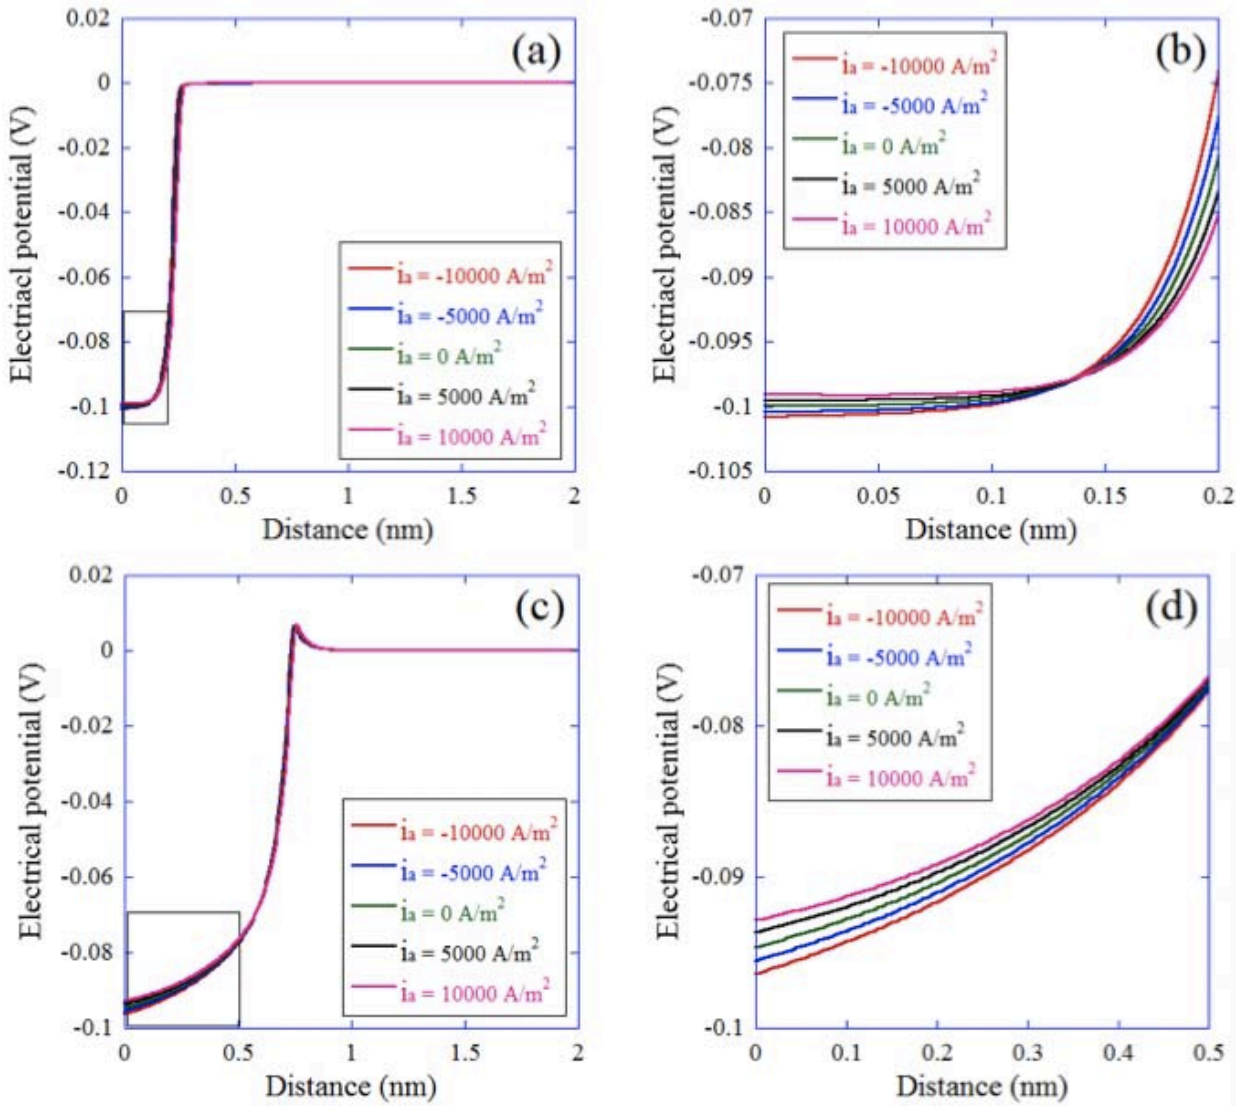 (a)
Electriacl potential (V)
0.02
0
-0.02
-0.04
-0.06
-0.08
-0.1
-0.12
iₐ = -10000 A/m²
iₐ = -5000 A/m²
iₐ = 0 A/m²
iₐ = 5000 A/m²
iₐ = 10000 A/m²
0 0.5 1 1.5 2
Distance (nm)
(b)
Electriacl potential (V)
-0.07
-0.075
-0.08
-0.085
-0.09
-0.095
-0.1
-0.105
iₐ = -10000 A/m²
iₐ = -5000 A/m²
iₐ = 0 A/m²
iₐ = 5000 A/m²
iₐ = 10000 A/m²
0 0.05 0.1 0.15 0.2
Distance (nm)
(c)
Electrical potential (V)
0.02
0
-0.02
-0.04
-0.06
-0.08
-0.1
iₐ = -10000 A/m²
iₐ = -5000 A/m²
iₐ = 0 A/m²
iₐ = 5000 A/m²
iₐ = 10000 A/m²
0 0.5 1 1.5 2
Distance (nm)
(d)
Electrical potential (V)
-0.07
-0.08
-0.09
-0.1
iₐ = -10000 A/m²
iₐ = -5000 A/m²
iₐ = 0 A/m²
iₐ = 5000 A/m²
iₐ = 10000 A/m²
0 0.1 0.2 0.3 0.4 0.5
Distance (nm)